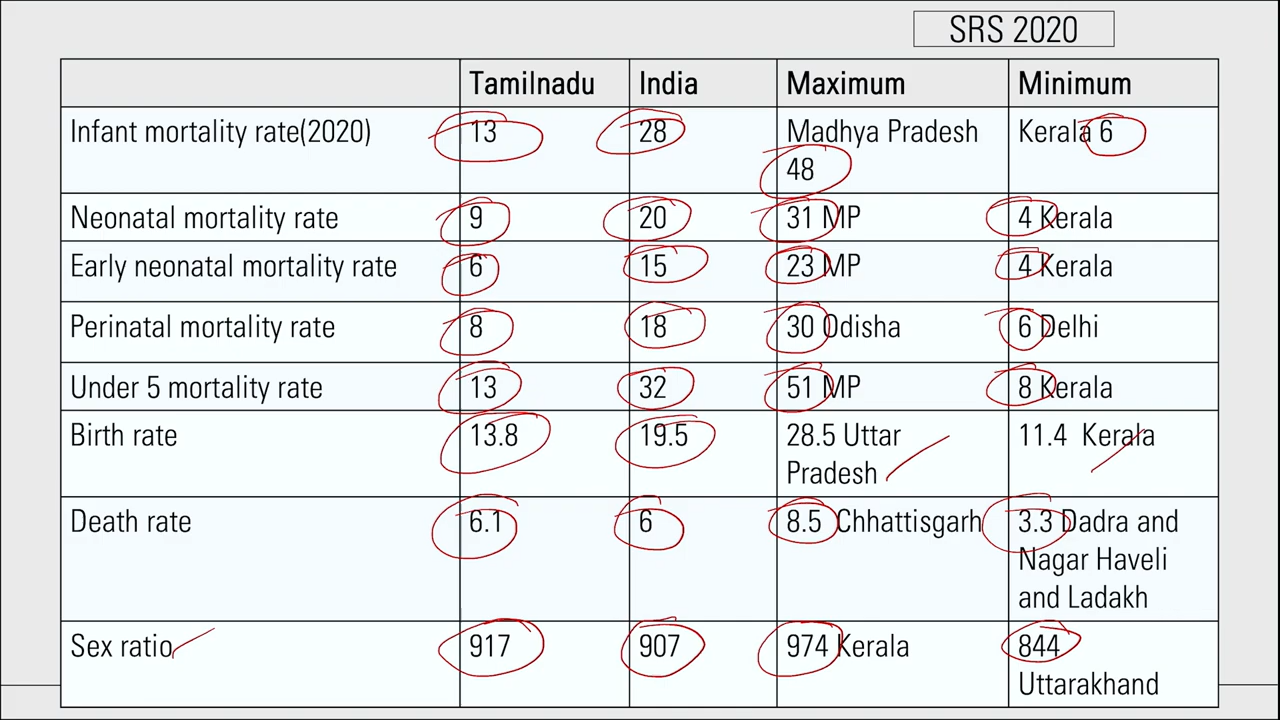 SRS 2020
Tamilnadu India Maximum Minimum
Infant mortality rate(2020) 13 28 Madhya Pradesh Kerala 6
48
Neonatal mortality rate 9 20 31 MP 4 Kerala
Early neonatal mortality rate 6 15 23 MP 4 Kerala
Perinatal mortality rate 8 18 30 Odisha 6 Delhi
Under 5 mortality rate 13 32 51 MP 8 Kerala
Birth rate 13.8 19.5 28.5 Uttar 11.4 Kerala
Pradesh
Death rate 6.1 6 8.5 Chhattisgarh 3.3 Dadra and
Nagar Haveli
and Ladakh
Sex ratio 917 907 974 Kerala 844
Uttarakhand